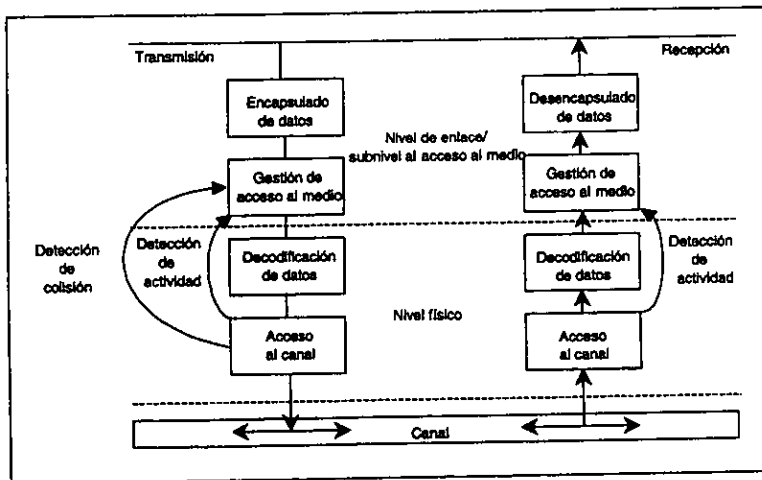 Transmisión
Recepción
Encapsulado
de datos
Desencapsulado
de datos
Nivel de enlace/
subnivel al acceso al medio
Gestión de
acceso al medio
Gestión de
acceso al medio
Detección
de
colisión
Detección
de
actividad
Decodificación
de datos
Decodificación
de datos
Detección
de
actividad
Nivel físico
Acceso
al canal
Acceso
al canal
Canal